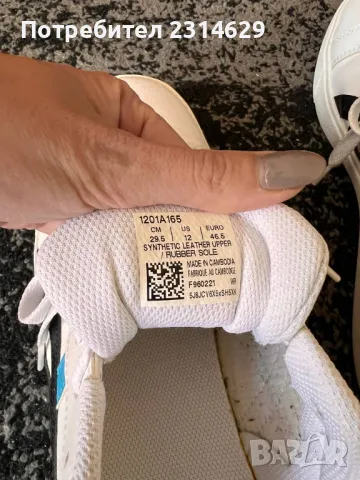 Потребител 2314629
1201A165
CM US EURO
29.5 12 46.5
SYNTHETIC LEATHER UPPER
/ RUBBER SOLE
MADE IN CAMBODIA
FABRIQUE AU CAMBODGE
F960221 WR
bazar